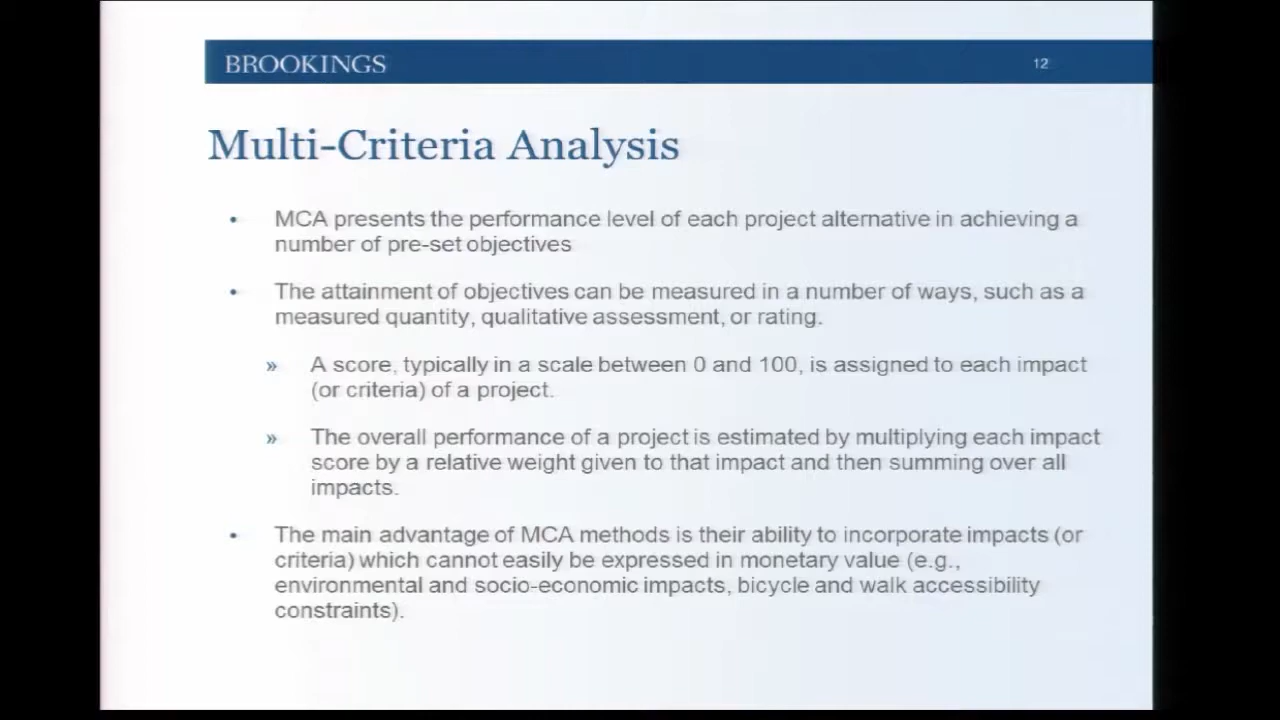 BROOKINGS
12
Multi-Criteria Analysis
• MCA presents the performance level of each project alternative in achieving a
number of pre-set objectives
• The attainment of objectives can be measured in a number of ways, such as a
measured quantity, qualitative assessment, or rating.
» A score, typically in a scale between 0 and 100, is assigned to each impact
(or criteria) of a project.
» The overall performance of a project is estimated by multiplying each impact
score by a relative weight given to that impact and then summing over all
impacts.
• The main advantage of MCA methods is their ability to incorporate impacts (or
criteria) which cannot easily be expressed in monetary value (e.g.,
environmental and socio-economic impacts, bicycle and walk accessibility
constraints).